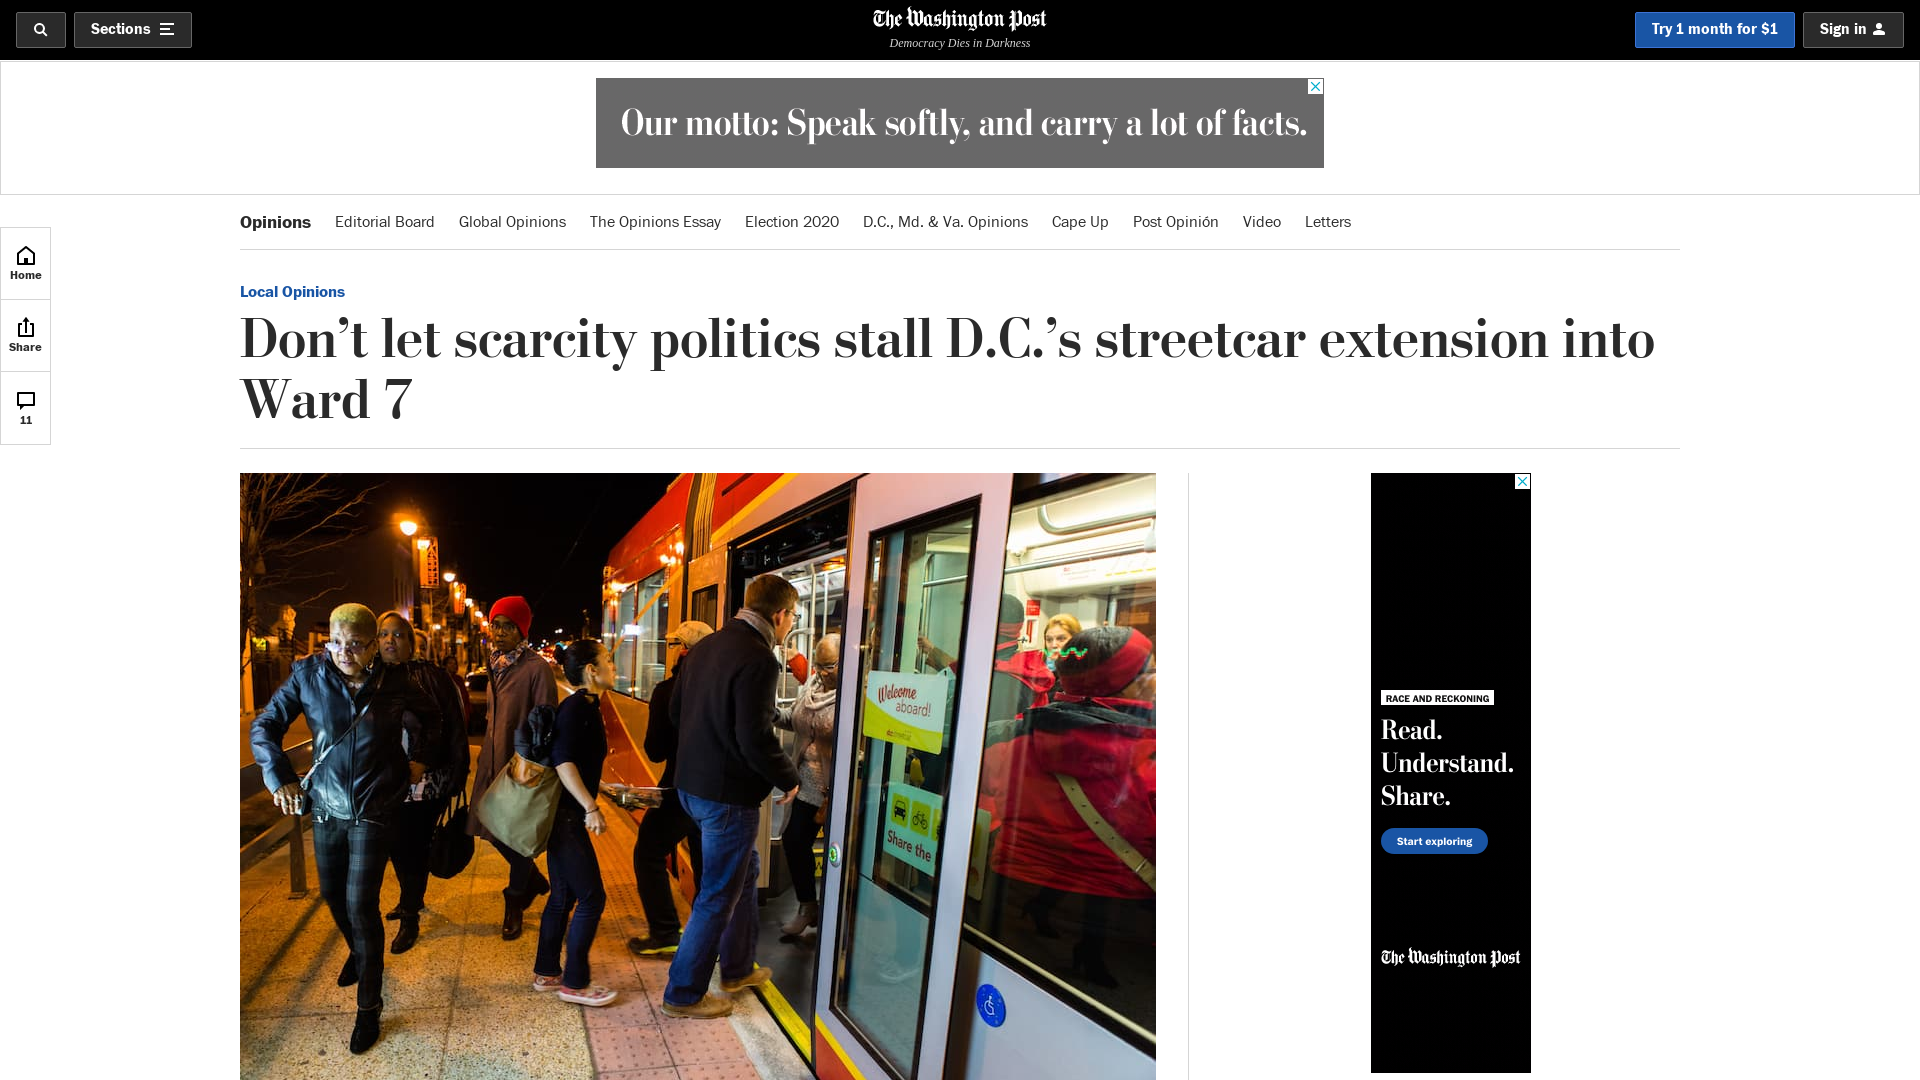 Sections
The Washington Post
Democracy Dies in Darkness
Try 1 month for $1
Sign in
Our motto: Speak softly, and carry a lot of facts.
Opinions
Editorial Board
Global Opinions
The Opinions Essay
Election 2020
D.C., Md. & Va. Opinions
Cape Up
Post Opinión
Video
Letters
Home
Share
11
Local Opinions
Don’t let scarcity politics stall D.C.’s streetcar extension into
Ward 7
Welcome
aboard!
Share the
RACE AND RECKONING
Read.
Understand.
Share.
Start exploring
The Washington Post